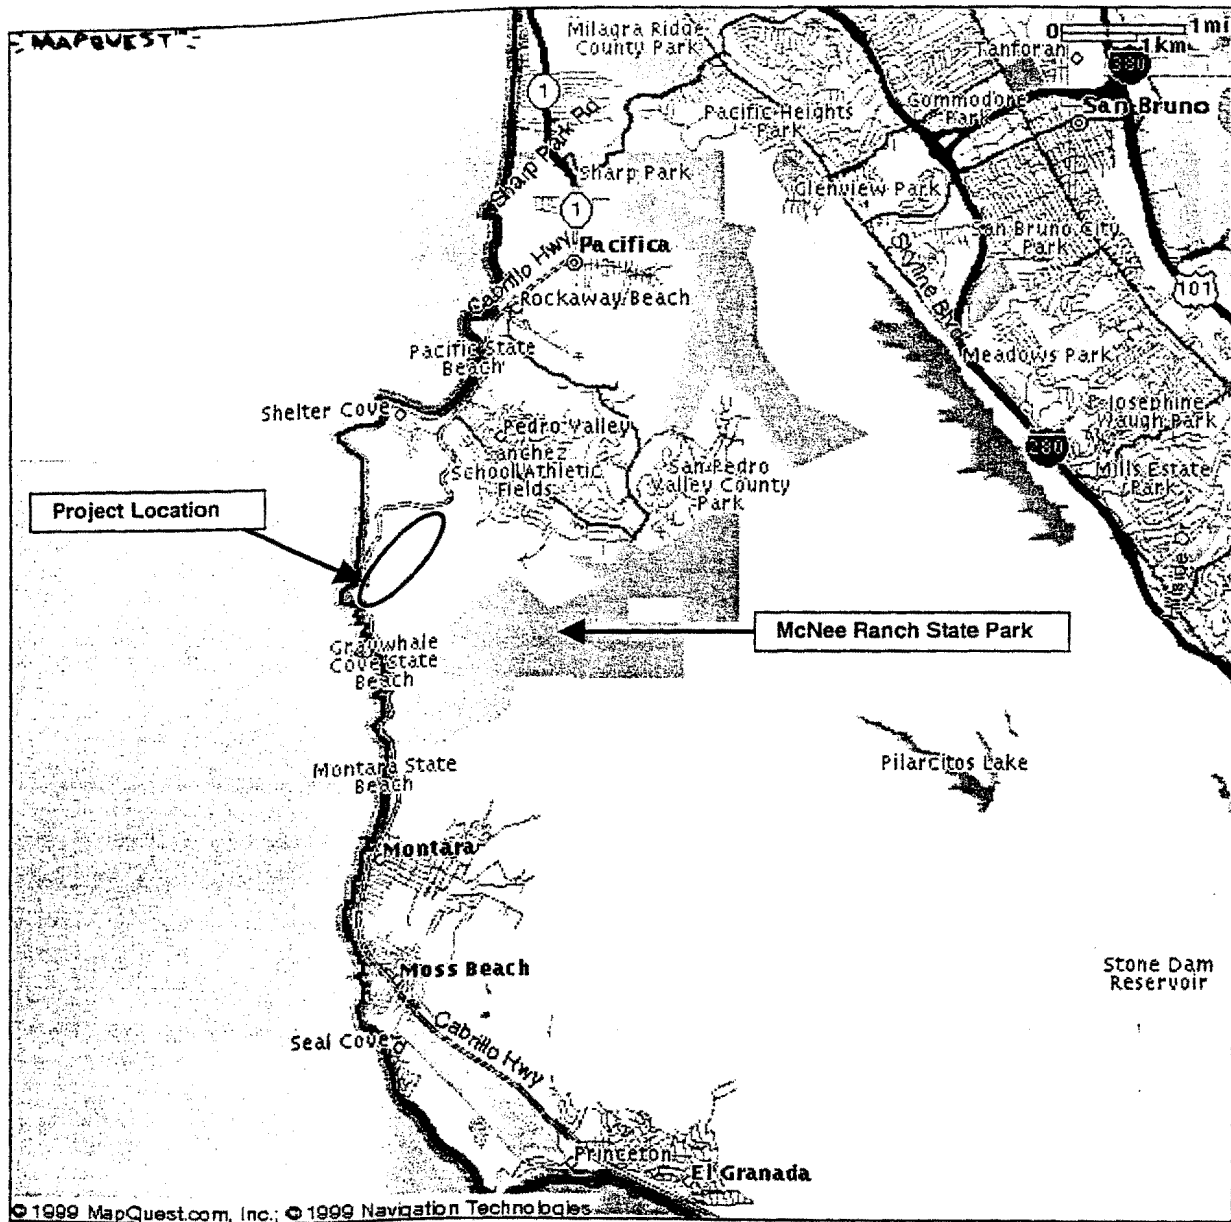 MAPQUEST™
0 1mi
1km
Milagra Ridge
County Park
Tanforan
380
1
Pacific Heights
Park
Commodore
Park
San Bruno
Sharp Park Rd
Sharp Park
Glenview Park
1
Pacifica
San Bruno City
Park
Cabrillo Hwy
Skyline Blvd
Rockaway Beach
101
Pacific State
Beach
Meadows Park
Shelter Cove
Josephine
Waugh Park
Pedro Valley
Sanchez
School Athletic
Fields
San Pedro
Valley County
Park
280
Mills Estate
Park
Project Location
McNee Ranch State Park
Graywhale
Cove State
Beach
Montara State
Beach
Pilarcitos Lake
Montara
Moss Beach
Stone Dam
Reservoir
Seal Cove
Cabrillo Hwy
Princeton
El Granada
© 1999 MapQuest.com, Inc.; © 1999 Navigation Technologies